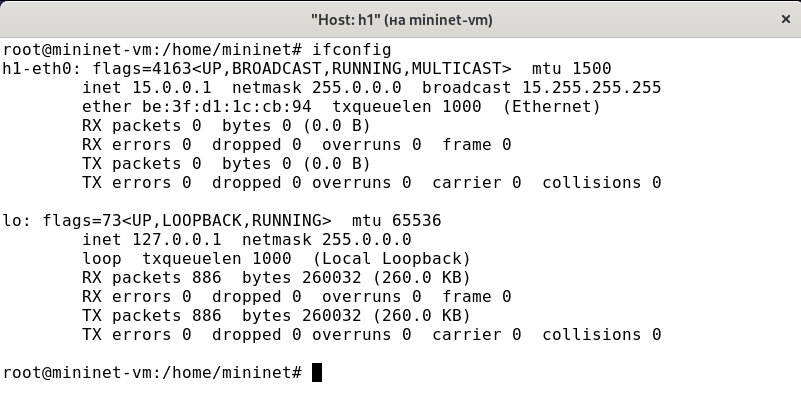 "Host: h1" (на mininet-vm)
×
root@mininet-vm:/home/mininet# ifconfig
h1-eth0: flags=4163<UP,BROADCAST,RUNNING,MULTICAST>  mtu 1500
        inet 15.0.0.1  netmask 255.0.0.0  broadcast 15.255.255.255
        ether be:3f:d1:1c:cb:94  txqueuelen 1000  (Ethernet)
        RX packets 0  bytes 0 (0.0 B)
        RX errors 0  dropped 0  overruns 0  frame 0
        TX packets 0  bytes 0 (0.0 B)
        TX errors 0  dropped 0 overruns 0  carrier 0  collisions 0

lo: flags=73<UP,LOOPBACK,RUNNING>  mtu 65536
        inet 127.0.0.1  netmask 255.0.0.0
        loop  txqueuelen 1000  (Local Loopback)
        RX packets 886  bytes 260032 (260.0 KB)
        RX errors 0  dropped 0  overruns 0  frame 0
        TX packets 886  bytes 260032 (260.0 KB)
        TX errors 0  dropped 0 overruns 0  carrier 0  collisions 0

root@mininet-vm:/home/mininet#